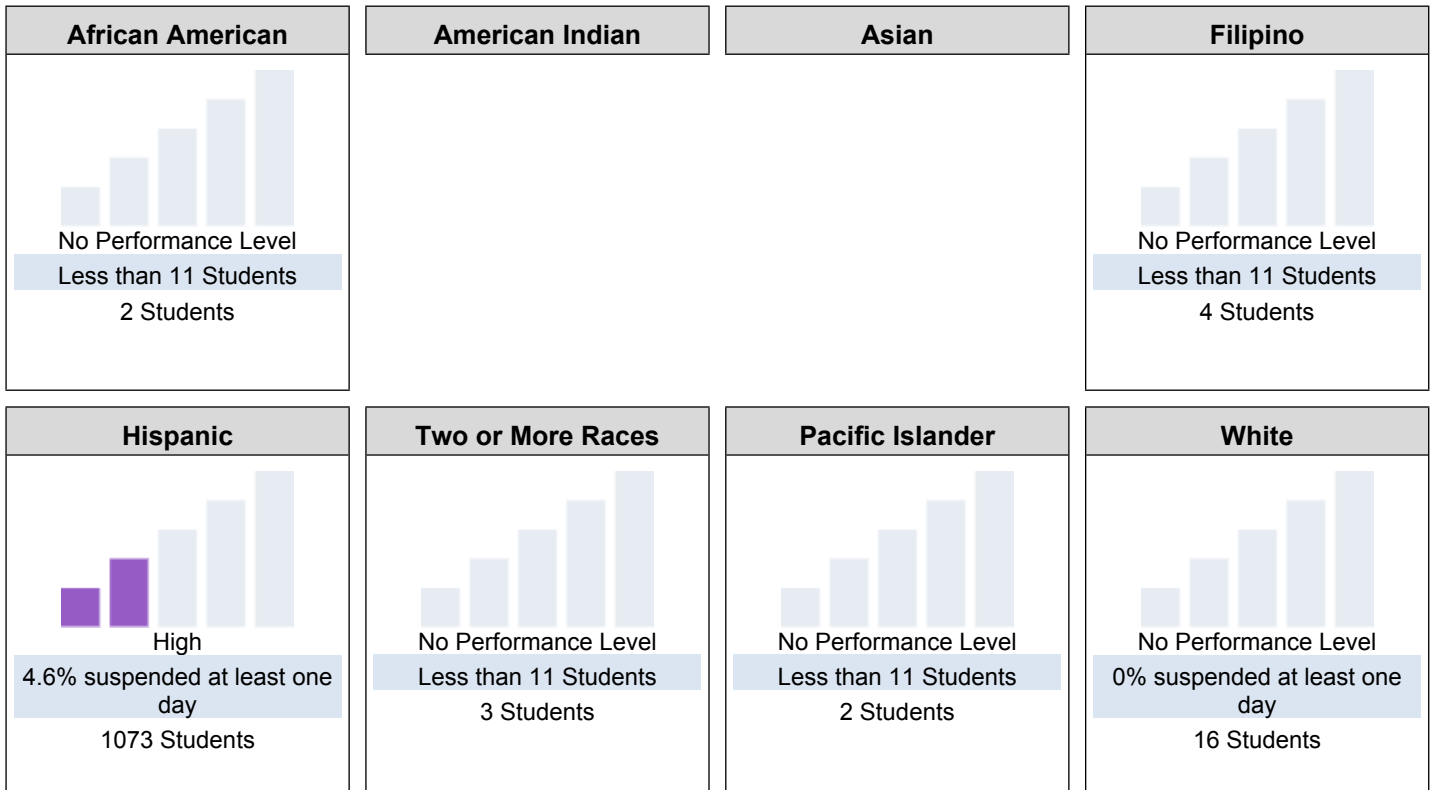 African American
American Indian
Asian
Filipino
No Performance Level
Less than 11 Students
2 Students
No Performance Level
Less than 11 Students
4 Students
Hispanic
Two or More Races
Pacific Islander
White
High
4.6% suspended at least one
day
1073 Students
No Performance Level
Less than 11 Students
3 Students
No Performance Level
Less than 11 Students
2 Students
No Performance Level
0% suspended at least one
day
16 Students